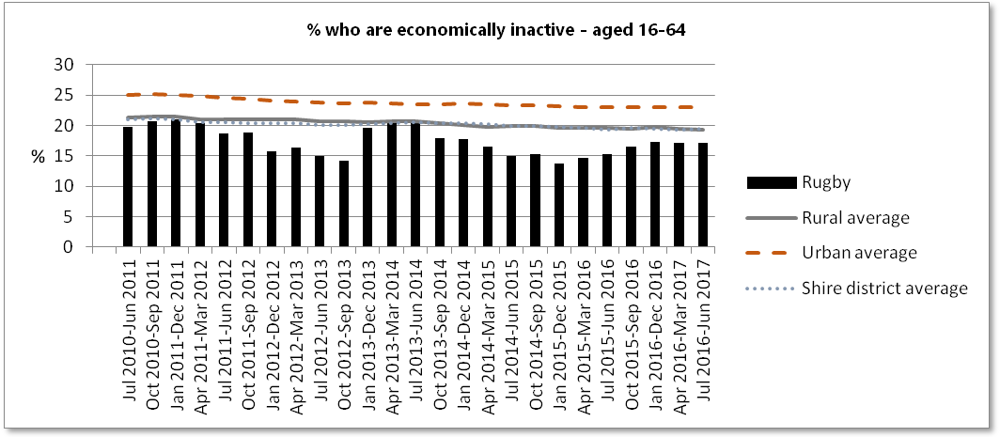 % who are economically inactive - aged 16-64
30
25
20
15
10
5
0
%
Jul 2010-Jun 2011
Oct 2010-Sep 2011
Jan 2011-Dec 2011
Apr 2011-Mar 2012
Jul 2011-Jun 2012
Oct 2011-Sep 2012
Jan 2012-Dec 2012
Apr 2012-Mar 2013
Jul 2012-Jun 2013
Oct 2012-Sep 2013
Jan 2013-Dec 2013
Apr 2013-Mar 2014
Jul 2013-Jun 2014
Oct 2013-Sep 2014
Jan 2014-Dec 2014
Apr 2014-Mar 2015
Jul 2014-Jun 2015
Oct 2014-Sep 2015
Jan 2015-Dec 2015
Apr 2015-Mar 2016
Jul 2015-Jun 2016
Oct 2015-Sep 2016
Jan 2016-Dec 2016
Apr 2016-Mar 2017
Jul 2016-Jun 2017
Rugby
Rural average
Urban average
Shire district average